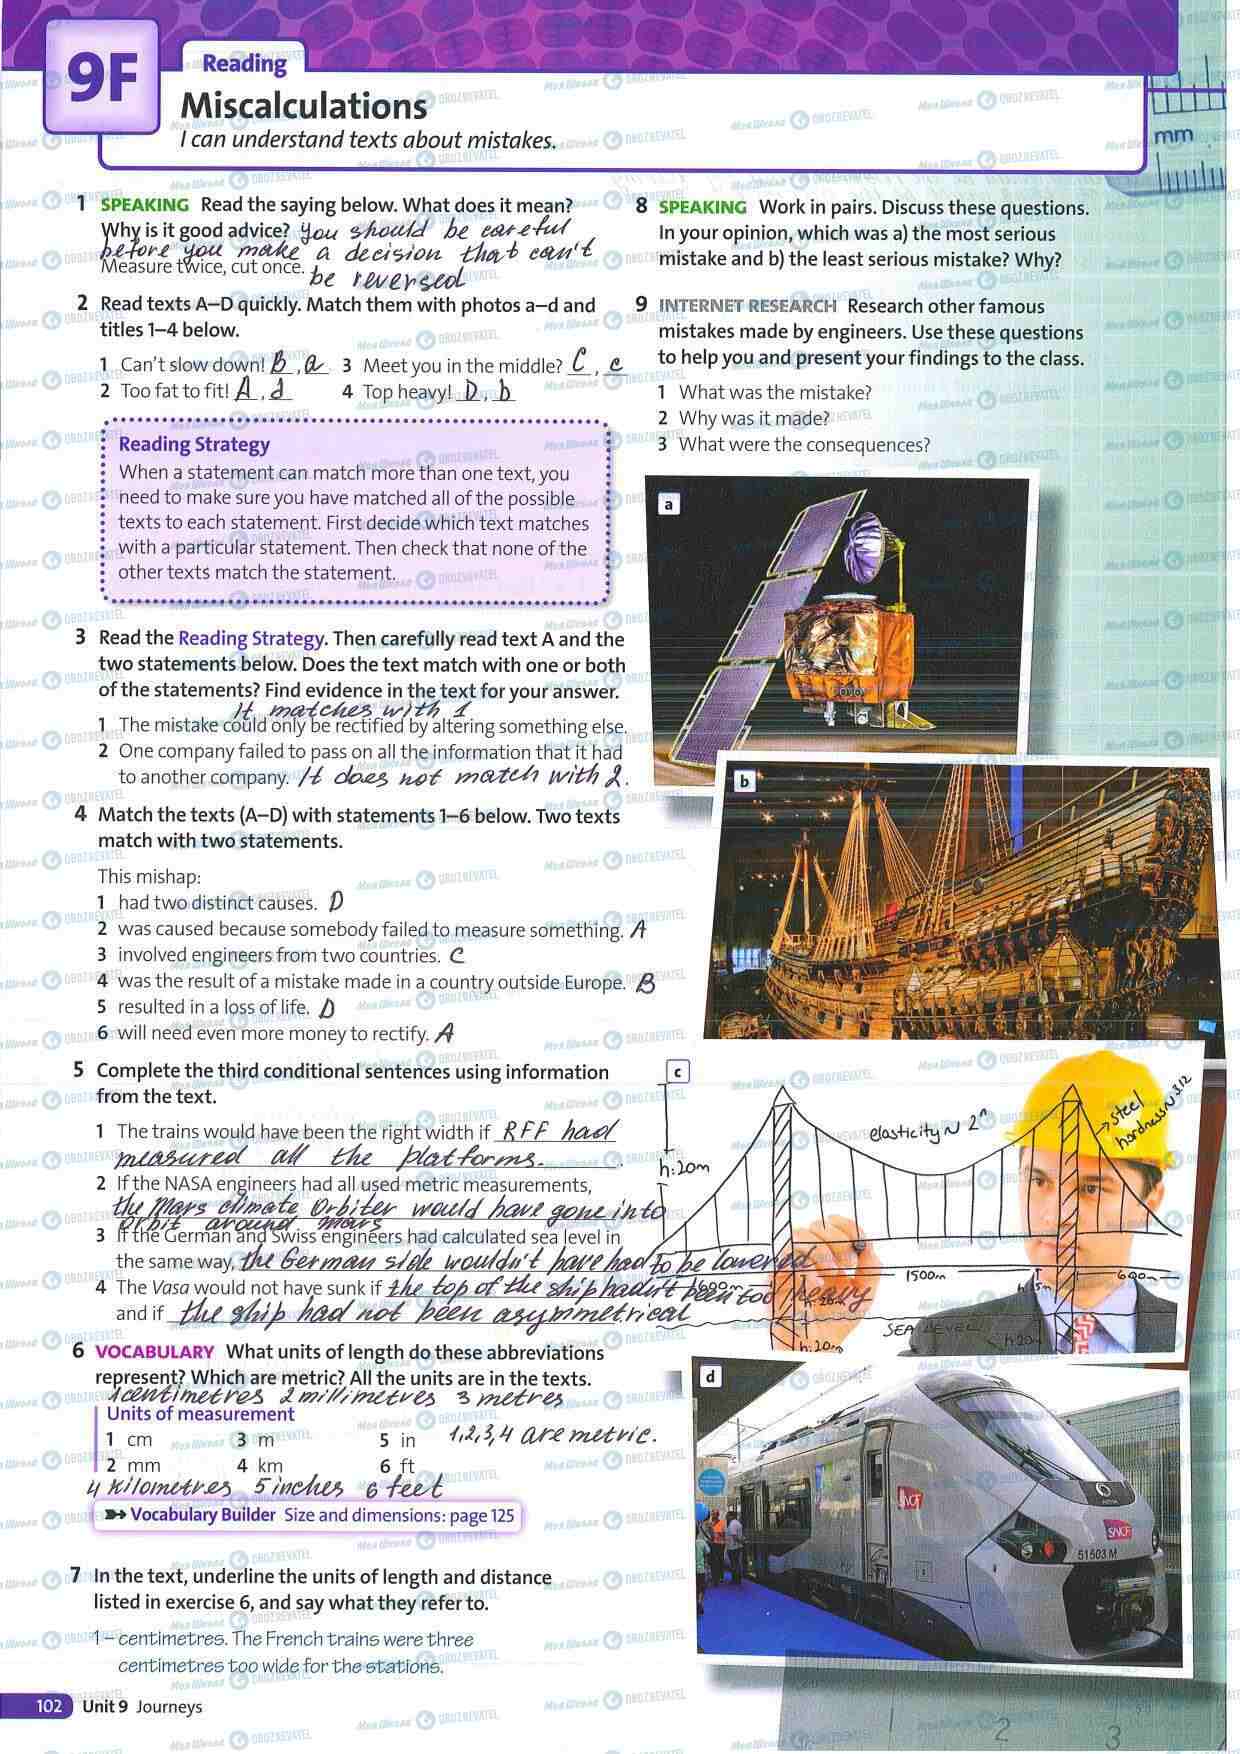 9F
Reading
Miscalculations
I can understand texts about mistakes.
mm
1 SPEAKING Read the saying below. What does it mean?
Why is it good advice? You should be careful
before you make a decision that can't
Measure twice, cut once. be reversed
2 Read texts A–D quickly. Match them with photos a–d and
titles 1–4 below.
1 Can't slow down! B , a
3 Meet you in the middle? C , c
2 Too fat to fit! A , d
4 Top heavy! D , b
Reading Strategy
When a statement can match more than one text, you
need to make sure you have matched all of the possible
texts to each statement. First decide which text matches
with a particular statement. Then check that none of the
other texts match the statement.
3 Read the Reading Strategy. Then carefully read text A and the
two statements below. Does the text match with one or both
of the statements? Find evidence in the text for your answer.
It matches with 1
1 The mistake could only be rectified by altering something else.
2 One company failed to pass on all the information that it had
to another company. It does not match with 2.
4 Match the texts (A–D) with statements 1–6 below. Two texts
match with two statements.
This mishap:
1 had two distinct causes. D
2 was caused because somebody failed to measure something. A
3 involved engineers from two countries. C
4 was the result of a mistake made in a country outside Europe. B
5 resulted in a loss of life. D
6 will need even more money to rectify. A
5 Complete the third conditional sentences using information
from the text.
1 The trains would have been the right width if RFF had
measured all the platforms.
2 If the NASA engineers had all used metric measurements,
the Mars climate Orbiter would have gone into
orbit around mars
3 If the German and Swiss engineers had calculated sea level in
the same way, the German side wouldn't have had to be lowered
4 The Vasa would not have sunk if the top of the ship hadn't been too heavy
and if the ship had not been asymmetrical
6 VOCABULARY What units of length do these abbreviations
represent? Which are metric? All the units are in the texts.
1 centimetres 2 millimetres 3 metres
Units of measurement
1 cm 3 m 5 in 1,2,3,4 are metric.
2 mm 4 km 6 ft
4 kilometres 5 inches 6 feet
Vocabulary Builder Size and dimensions: page 125
7 In the text, underline the units of length and distance
listed in exercise 6, and say what they refer to.
1 – centimetres. The French trains were three
centimetres too wide for the stations.
102 Unit 9 Journeys
8 SPEAKING Work in pairs. Discuss these questions.
In your opinion, which was a) the most serious
mistake and b) the least serious mistake? Why?
9 INTERNET RESEARCH Research other famous
mistakes made by engineers. Use these questions
to help you and present your findings to the class.
1 What was the mistake?
2 Why was it made?
3 What were the consequences?
a
b
c
elasticity ~ 2^
steel
hardness ~ 312
h:20m
1600m
1500m
600m
h:20m
SEA LEVEL
h:20m
h:20m
d
SNCF
SNCF
51503 M
2 3
Моя Школа OBOZREVATEL